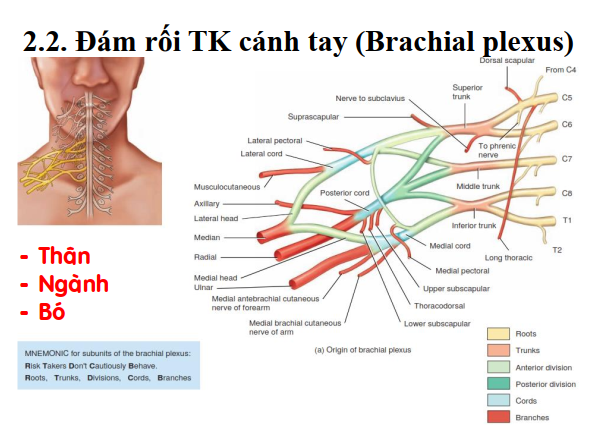 2.2. Đám rối TK cánh tay (Brachial plexus)
Dorsal scapular
From C4
Superior
trunk
Nerve to subclavius
C5
Suprascapular
C6
To phrenic
nerve
Lateral pectoral
Lateral cord
C7
Musculocutaneous
Middle trunk
Posterior cord
C8
Axillary
Lateral head
T1
Inferior trunk
Median
Medial cord
T2
Radial
Long thoracic
Medial head
Medial pectoral
Ulnar
Upper subscapular
Medial antebrachial cutaneous
nerve of forearm
Thoracodorsal
Medial brachial cutaneous
nerve of arm
Lower subscapular
(a) Origin of brachial plexus
- Thân
- Ngành
- Bó
MNEMONIC for subunits of the brachial plexus:
Risk Takers Don't Cautiously Behave.
Roots, Trunks, Divisions, Cords, Branches
Roots
Trunks
Anterior division
Posterior division
Cords
Branches